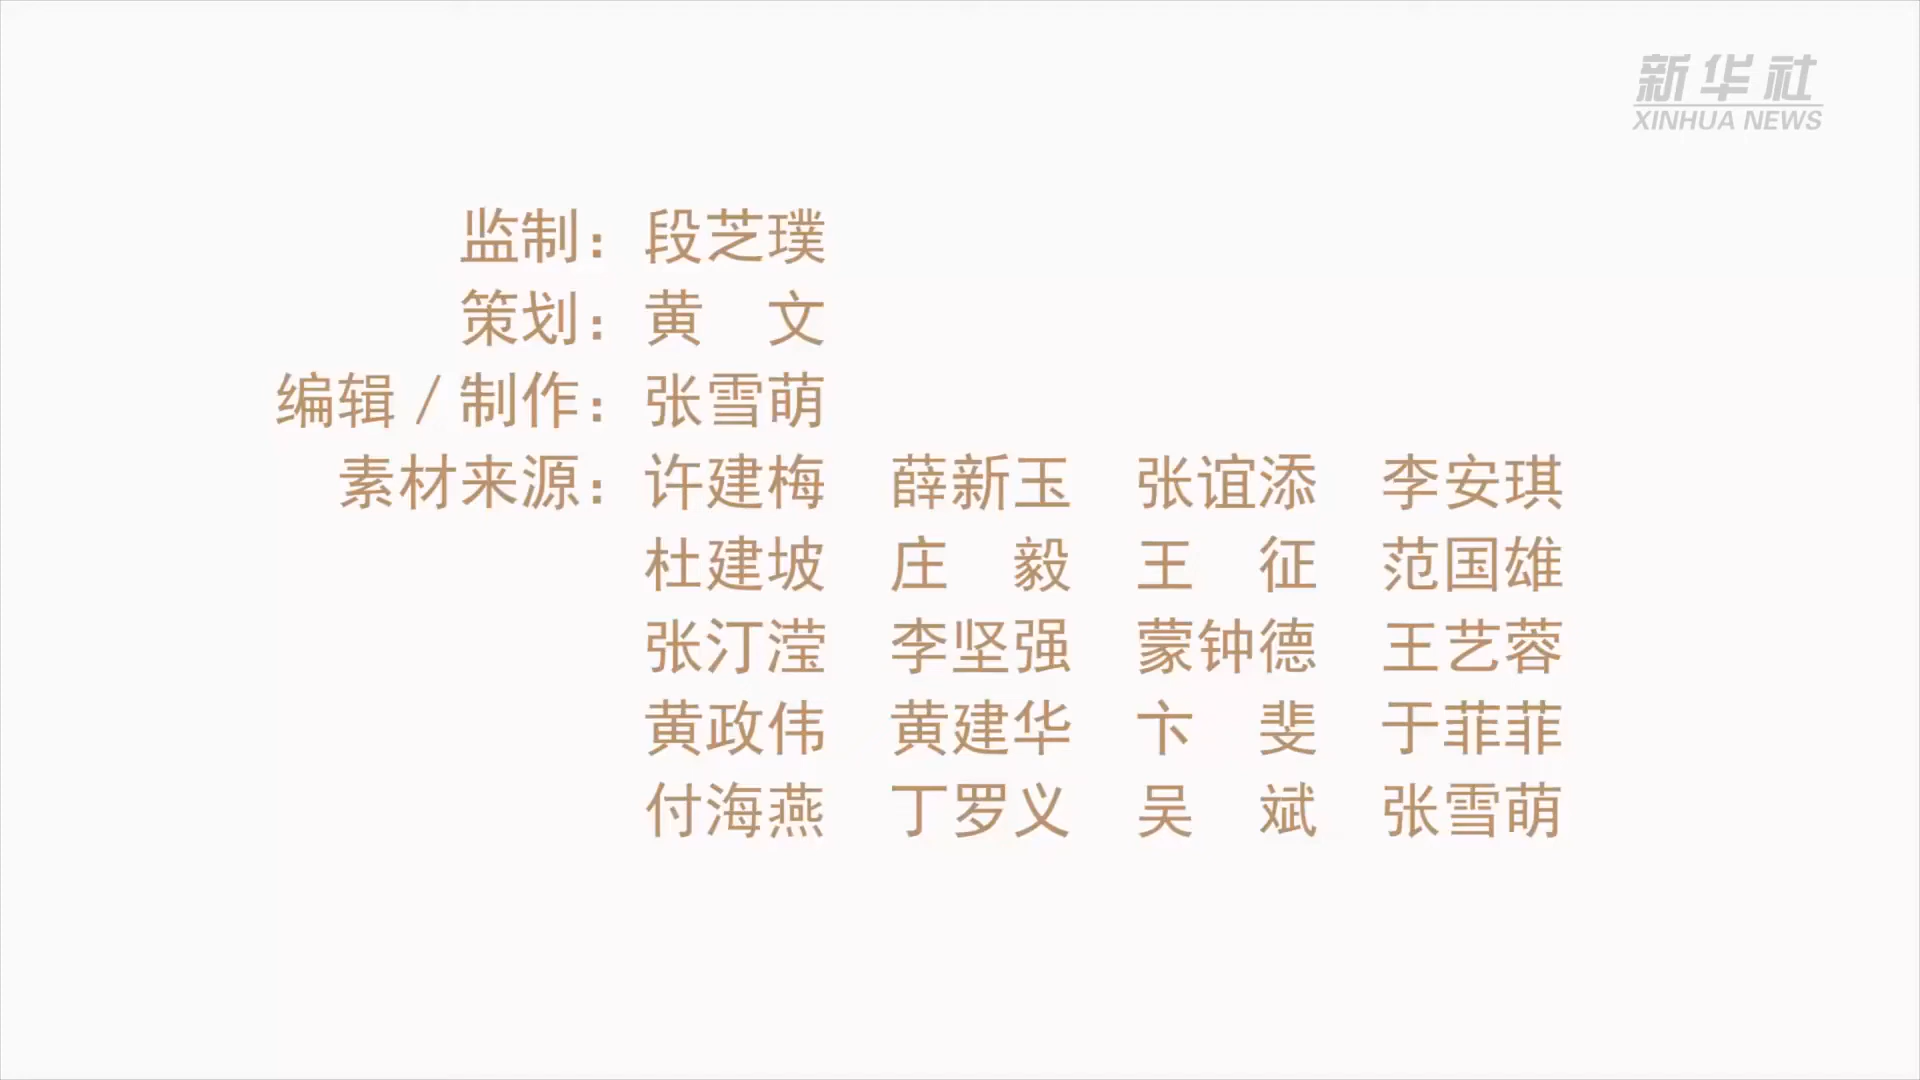 新华社
XINHUA NEWS
监制：段芝璞
策划：黄　文
编辑/制作：张雪萌
素材来源：许建梅　薛新玉　张谊添　李安琪
杜建坡　庄　毅　王　征　范国雄
张汀滢　李坚强　蒙钟德　王艺蓉
黄政伟　黄建华　卞　斐　于菲菲
付海燕　丁罗义　吴　斌　张雪萌